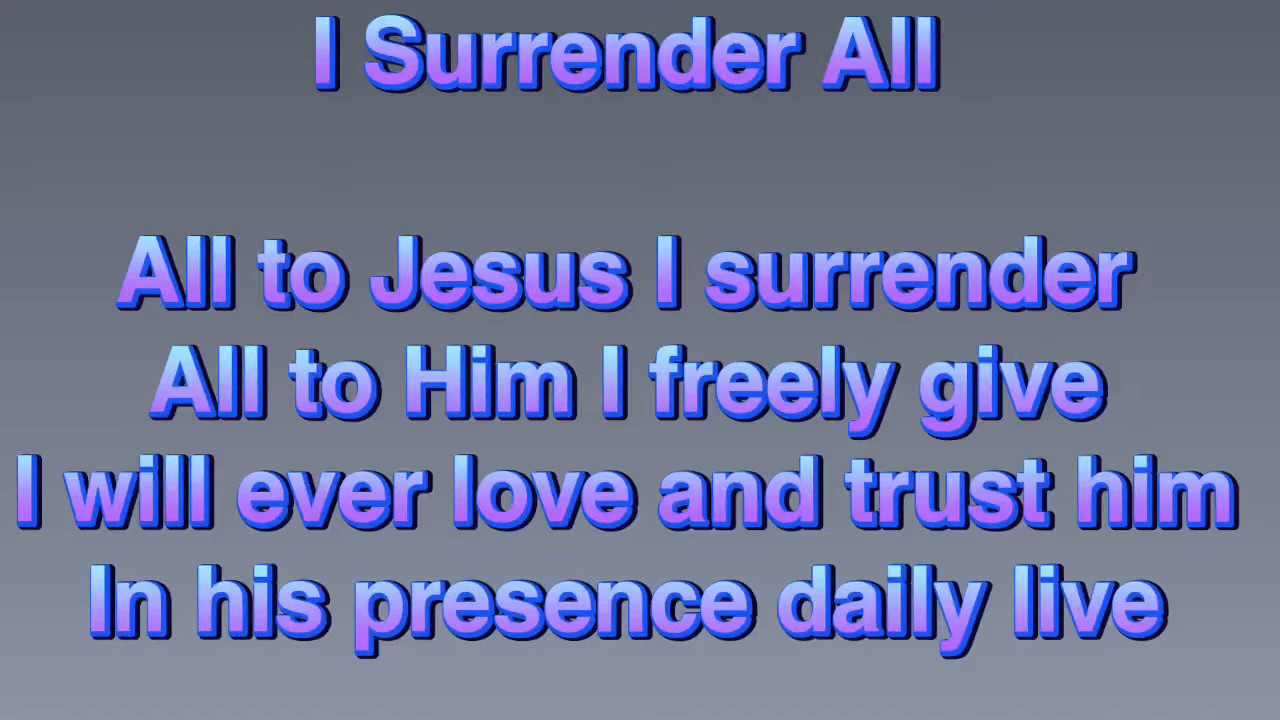 I Surrender All
All to Jesus I surrender
All to Him I freely give
I will ever love and trust him
In his presence daily live